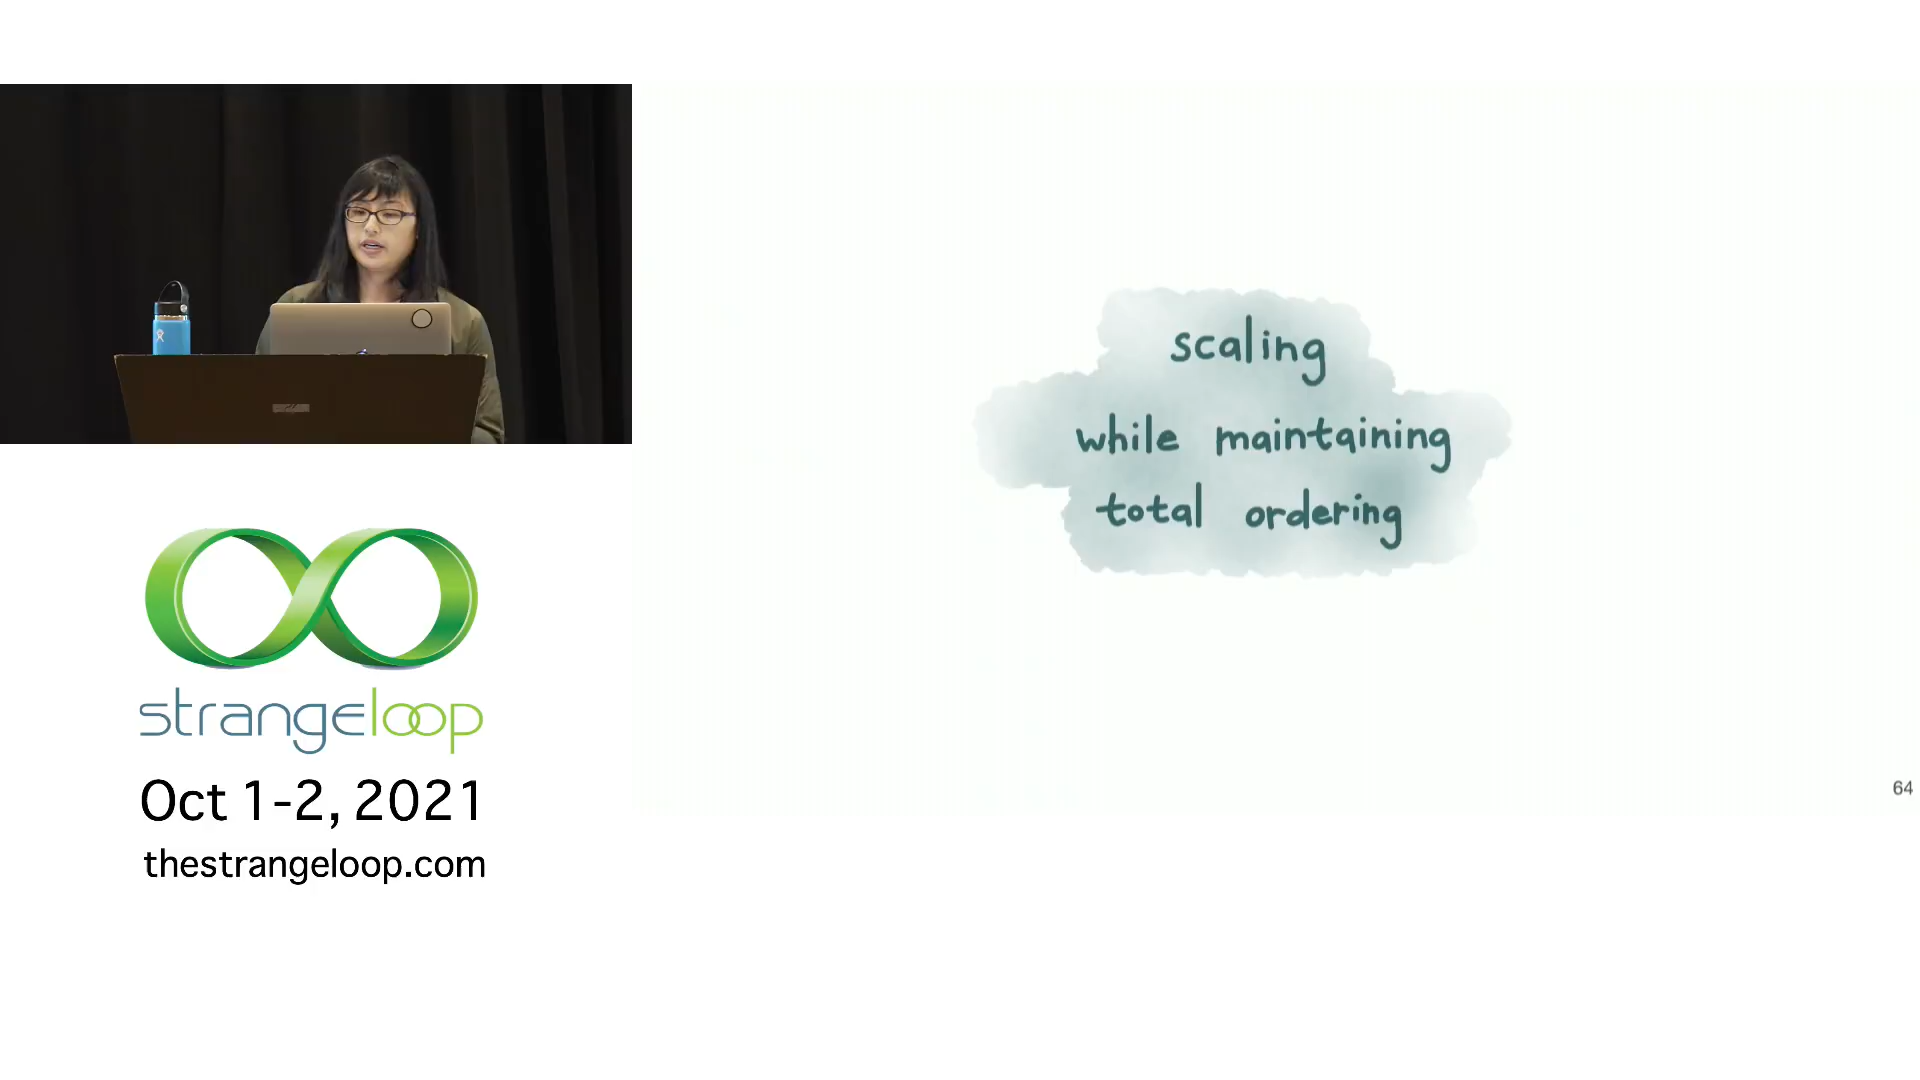 scaling
while maintaining
total ordering
strangeloop
Oct 1-2, 2021
thestrangeloop.com
64